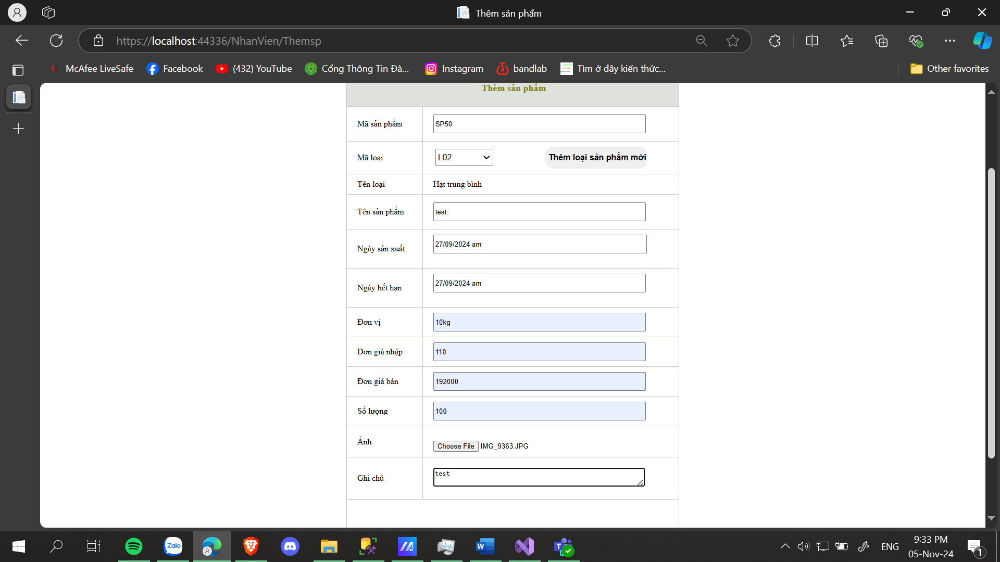 Thêm sản phẩm
https://localhost:44336/NhanVien/Themsp
McAfee LiveSafe
Facebook
(432) YouTube
Cổng Thông Tin Đà...
Instagram
bandlab
Tìm ở đây kiến thức...
Other favorites
Thêm sản phẩm
Mã sản phẩm
SP50
Mã loại
L02
Thêm loại sản phẩm mới
Tên loại
Hạt trung bình
Tên sản phẩm
test
Ngày sản xuất
27/09/2024 am
Ngày hết hạn
27/09/2024 am
Đơn vị
10kg
Đơn giá nhập
110
Đơn giá bán
192000
Số lượng
100
Ảnh
Choose File IMG_9363.JPG
Ghi chú
test
Zalo
W
T
ENG
9:33 PM
05-Nov-24
1